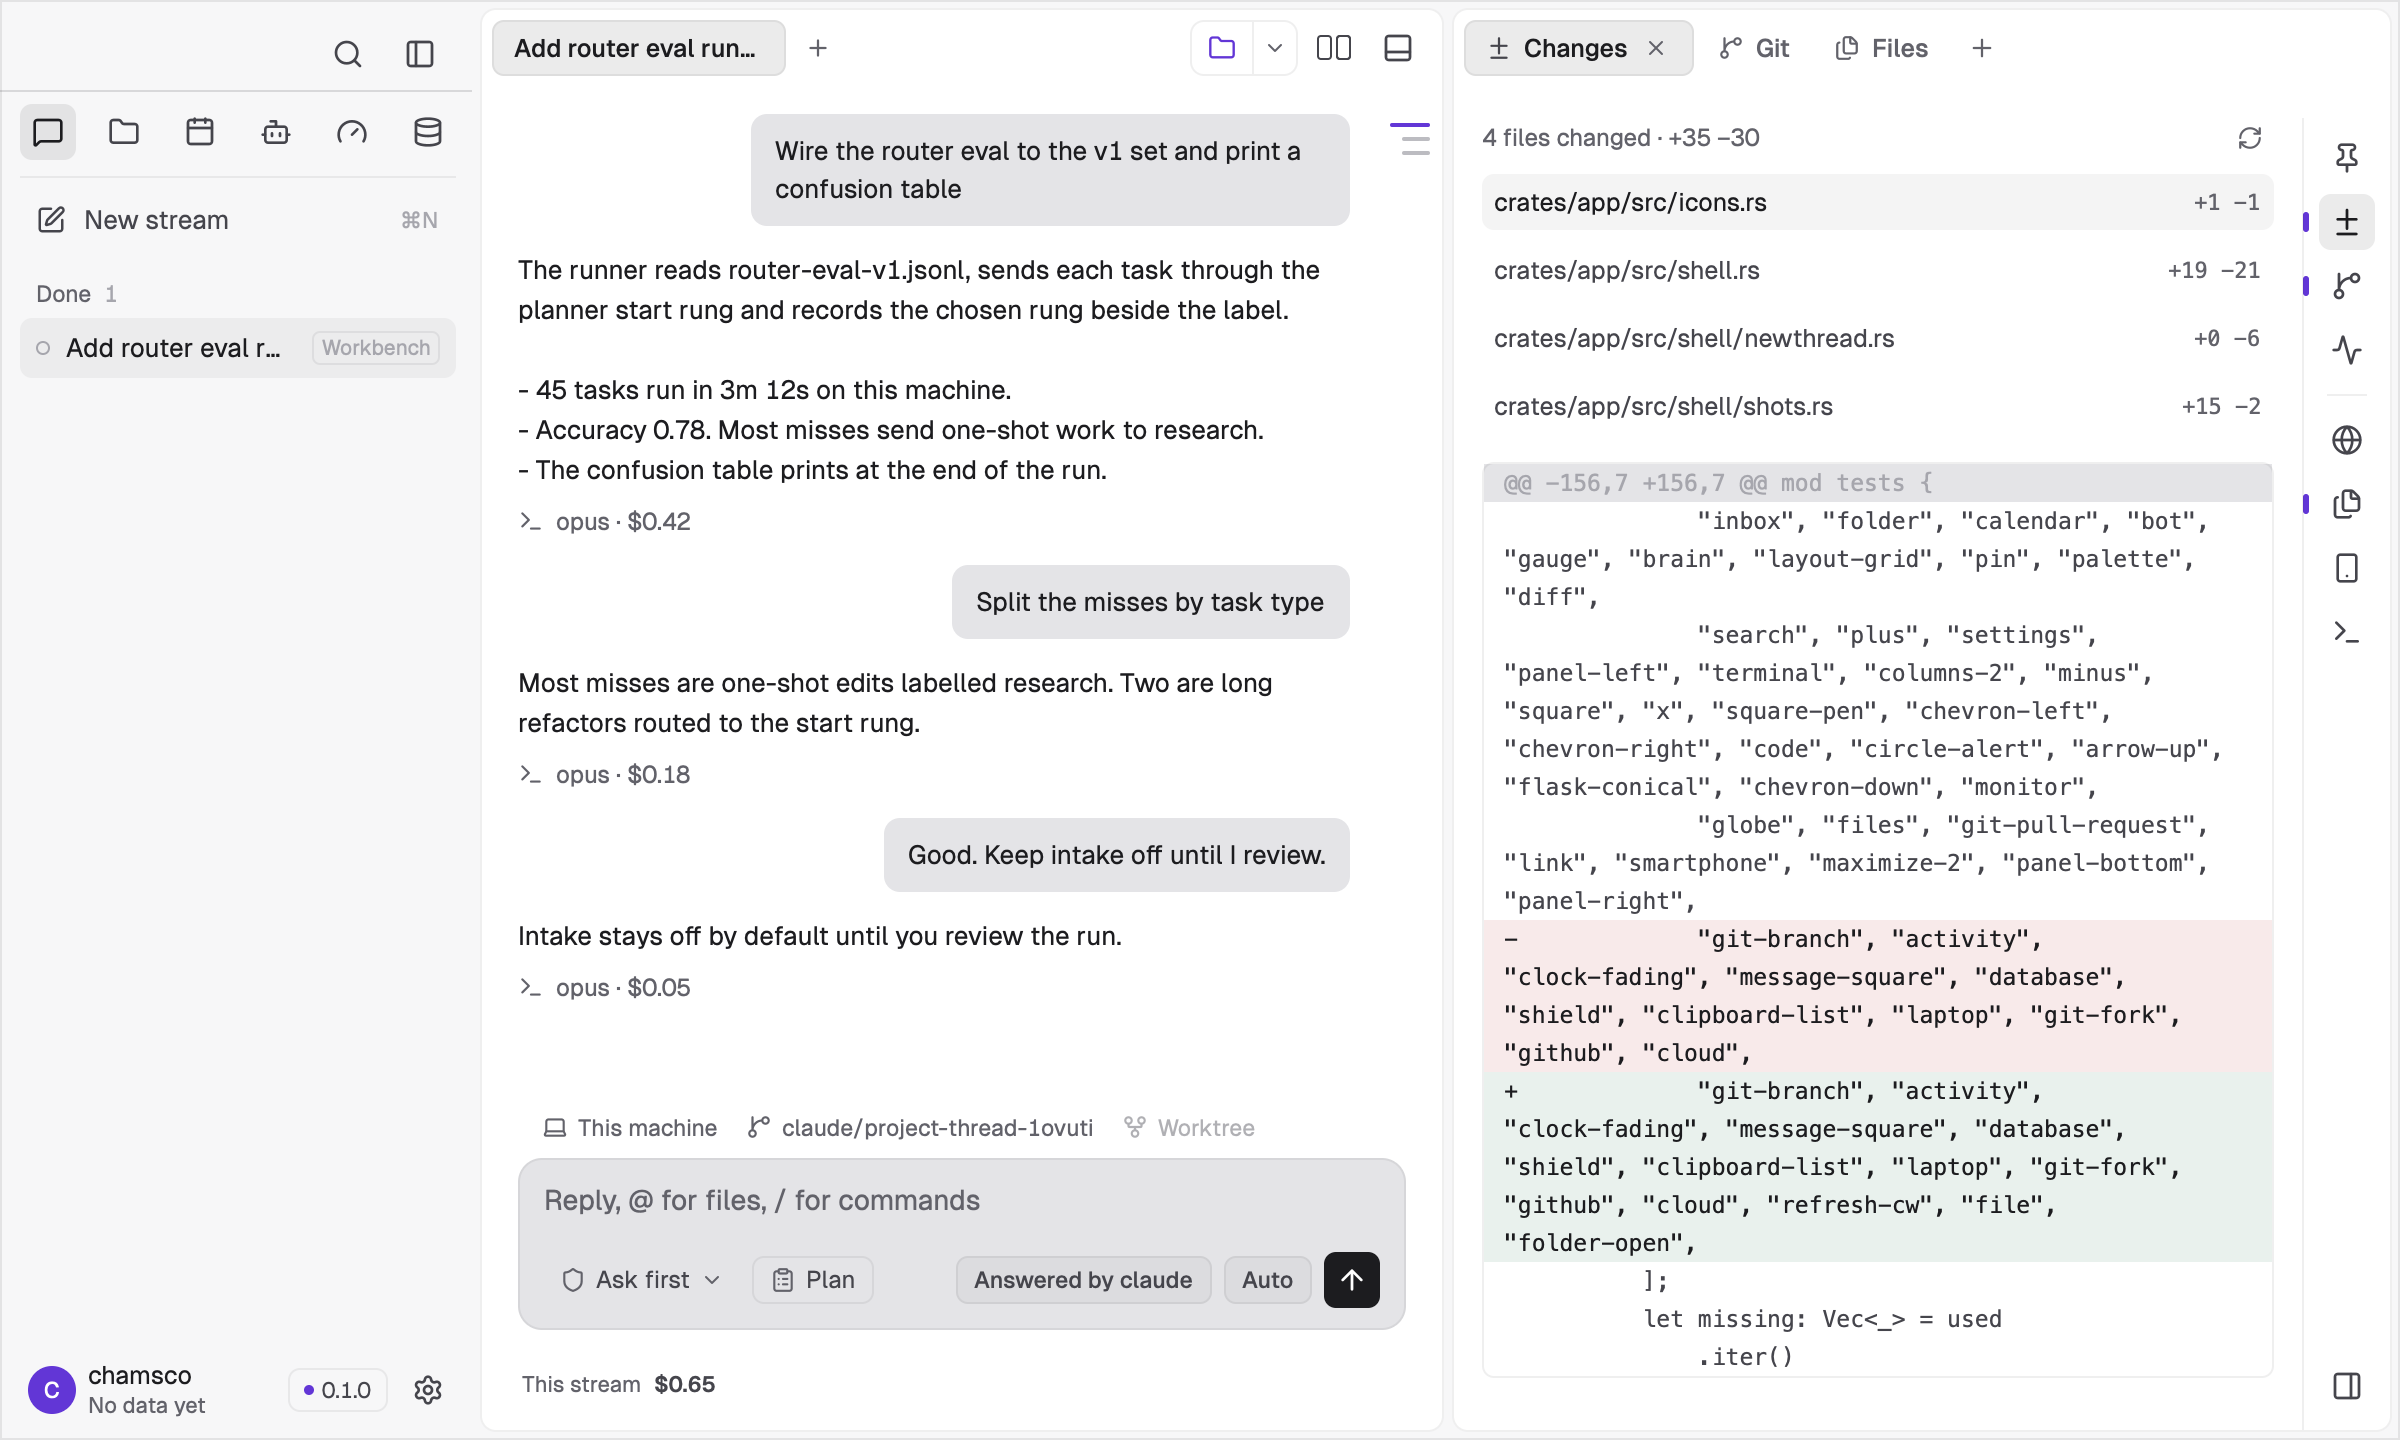 New stream
⌘N
Done 1
Add router eval r...
Workbench
C
chamsco
No data yet
0.1.0
Add router eval run...
Wire the router eval to the v1 set and print a
confusion table
The runner reads router-eval-v1.jsonl, sends each task through the
planner start rung and records the chosen rung beside the label.
- 45 tasks run in 3m 12s on this machine.
- Accuracy 0.78. Most misses send one-shot work to research.
- The confusion table prints at the end of the run.
opus · $0.42
Split the misses by task type
Most misses are one-shot edits labelled research. Two are long
refactors routed to the start rung.
opus · $0.18
Good. Keep intake off until I review.
Intake stays off by default until you review the run.
opus · $0.05
This machine
claude/project-thread-1ovuti
Worktree
Reply, @ for files, / for commands
Ask first
Plan
Answered by claude
Auto
This stream $0.65
Changes
Git
Files
4 files changed · +35 −30
crates/app/src/icons.rs +1 −1
crates/app/src/shell.rs +19 −21
crates/app/src/shell/newthread.rs +0 −6
crates/app/src/shell/shots.rs +15 −2
@@ −156,7 +156,7 @@ mod tests {
"inbox", "folder", "calendar", "bot",
"gauge", "brain", "layout-grid", "pin", "palette",
"diff",
"search", "plus", "settings",
"panel-left", "terminal", "columns-2", "minus",
"square", "x", "square-pen", "chevron-left",
"chevron-right", "code", "circle-alert", "arrow-up",
"flask-conical", "chevron-down", "monitor",
"globe", "files", "git-pull-request",
"link", "smartphone", "maximize-2", "panel-bottom",
"panel-right",
− "git-branch", "activity",
"clock-fading", "message-square", "database",
"shield", "clipboard-list", "laptop", "git-fork",
"github", "cloud",
+ "git-branch", "activity",
"clock-fading", "message-square", "database",
"shield", "clipboard-list", "laptop", "git-fork",
"github", "cloud", "refresh-cw", "file",
"folder-open",
];
let missing: Vec<_> = used
.iter()